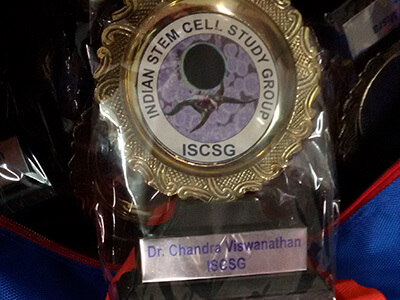 INDIAN STEM CELL STUDY GROUP
ISCSG
Dr. Chandra Viswanathan
ISCSG